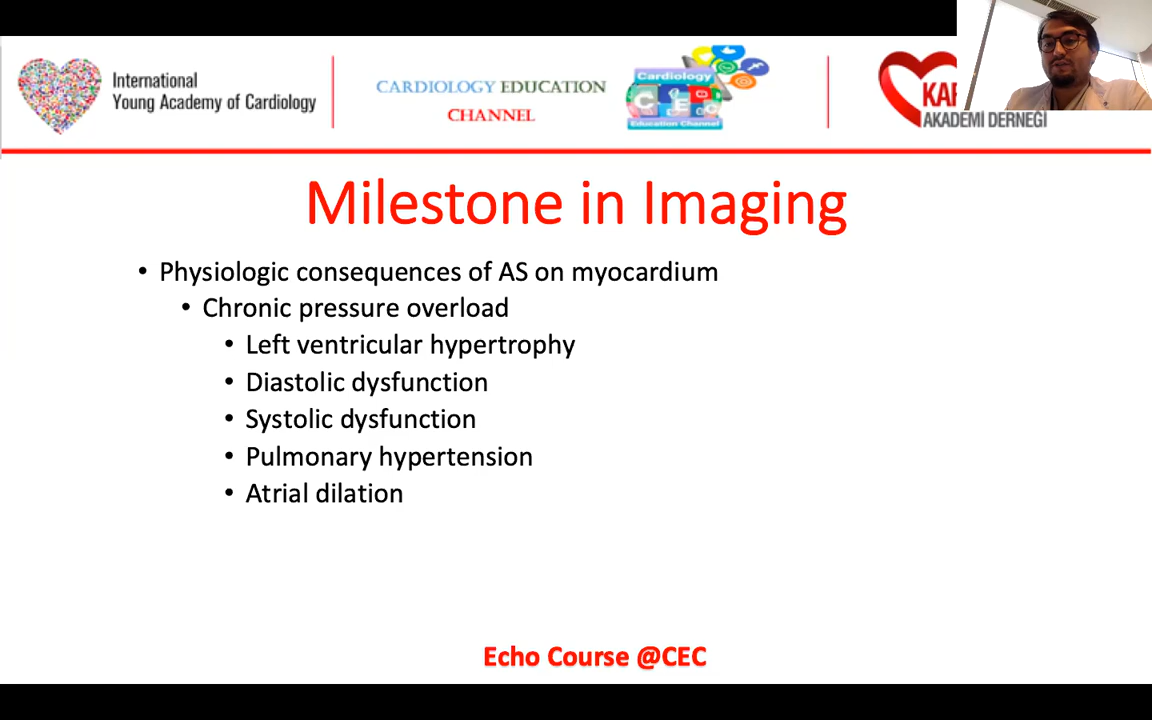 International
Young Academy of Cardiology
CARDIOLOGY EDUCATION
CHANNEL
Cardiology
C E C
Education Channel
AKADEMİ DERNEĞİ
Milestone in Imaging
• Physiologic consequences of AS on myocardium
• Chronic pressure overload
• Left ventricular hypertrophy
• Diastolic dysfunction
• Systolic dysfunction
• Pulmonary hypertension
• Atrial dilation
Echo Course @CEC